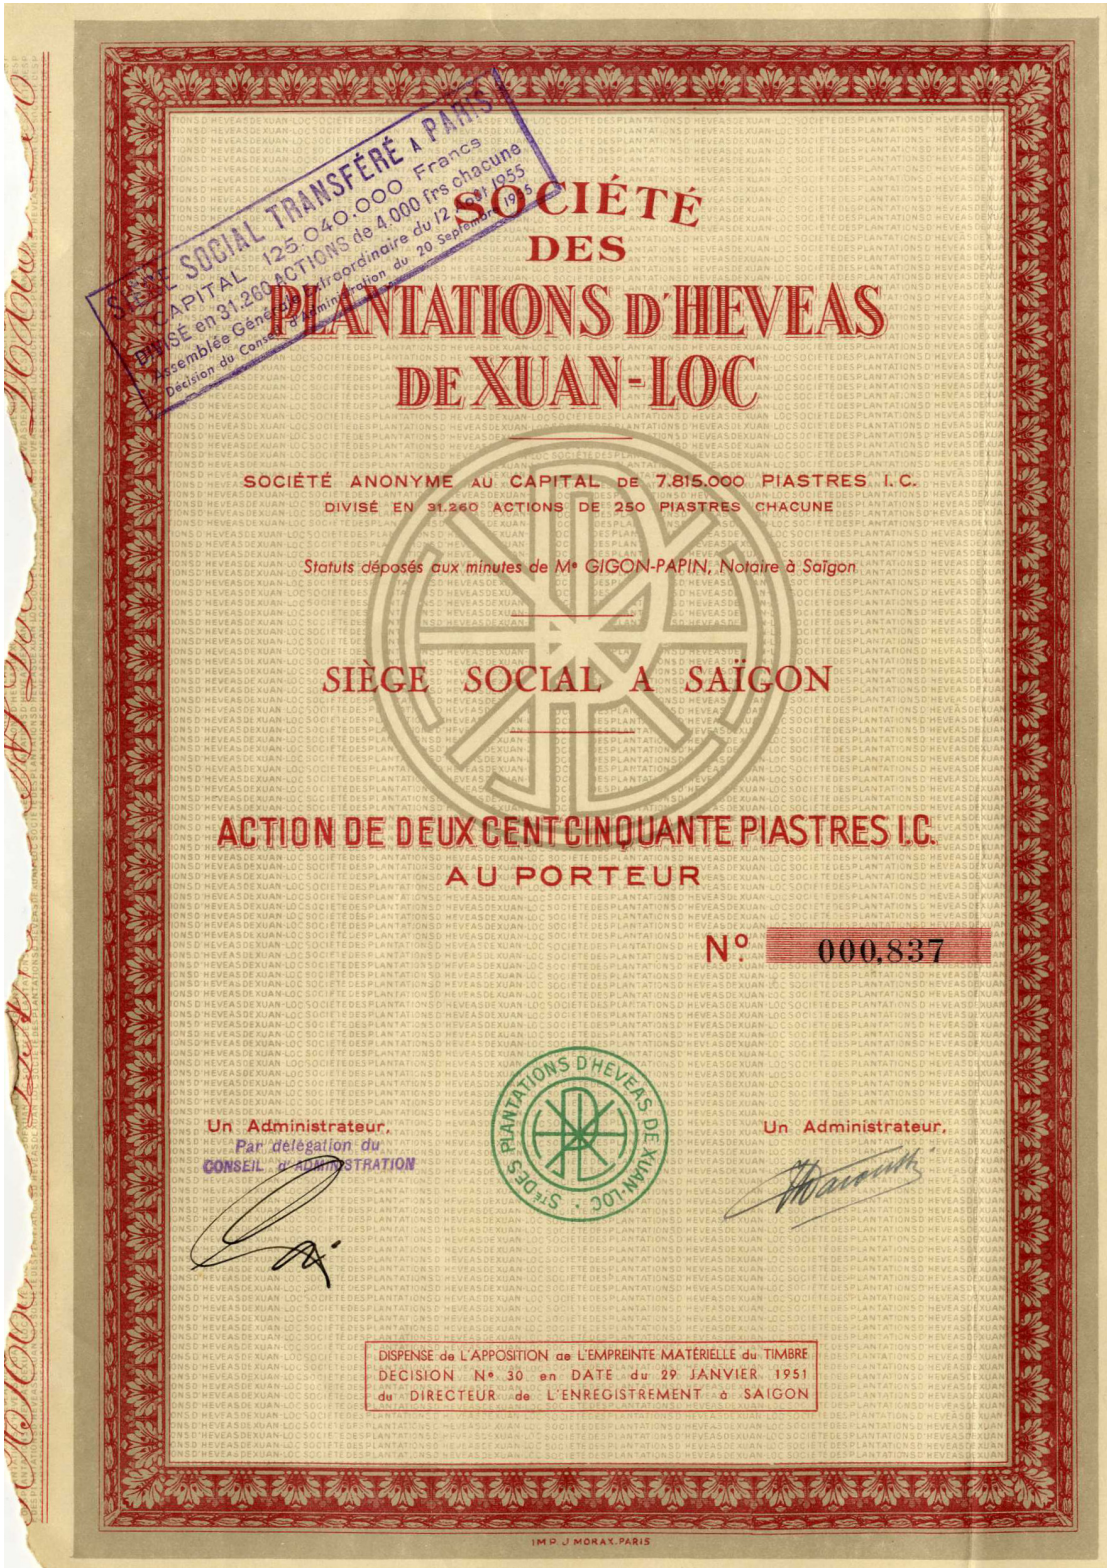 SIÈGE SOCIAL TRANSFÉRÉ A PARIS
CAPITAL 125.040.000 Francs
DIVISÉ en 31.260 ACTIONS de 4.000 frs chacune
Assemblée Générale Extraordinaire du 12 1955
Décision du Conseil d'Administration du 20 Septembre
SOCIÉTÉ
DES
PLANTATIONS D'HEVEAS
DE XUAN-LOC
SOCIÉTÉ ANONYME AU CAPITAL DE 7.815.000 PIASTRES I.C.
DIVISÉ EN 31.260 ACTIONS DE 250 PIASTRES CHACUNE
Statuts déposés aux minutes de Me GIGON-PAPIN, Notaire à Saïgon
SIÈGE SOCIAL A SAÏGON
ACTION DE DEUX CENT CINQUANTE PIASTRES I.C.
AU PORTEUR
No. 000,837
STÉ DES PLANTATIONS D'HEVEAS DE XUAN-LOC
Un Administrateur,
Par délégation du
CONSEIL d'ADMINISTRATION
Un Administrateur,
DISPENSE de L'APPOSITION de L'EMPREINTE MATÉRIELLE du TIMBRE
DECISION No 30 en DATE du 29 JANVIER 1951
du DIRECTEUR de L'ENREGISTREMENT à SAIGON
IMP. J MORAX. PARIS